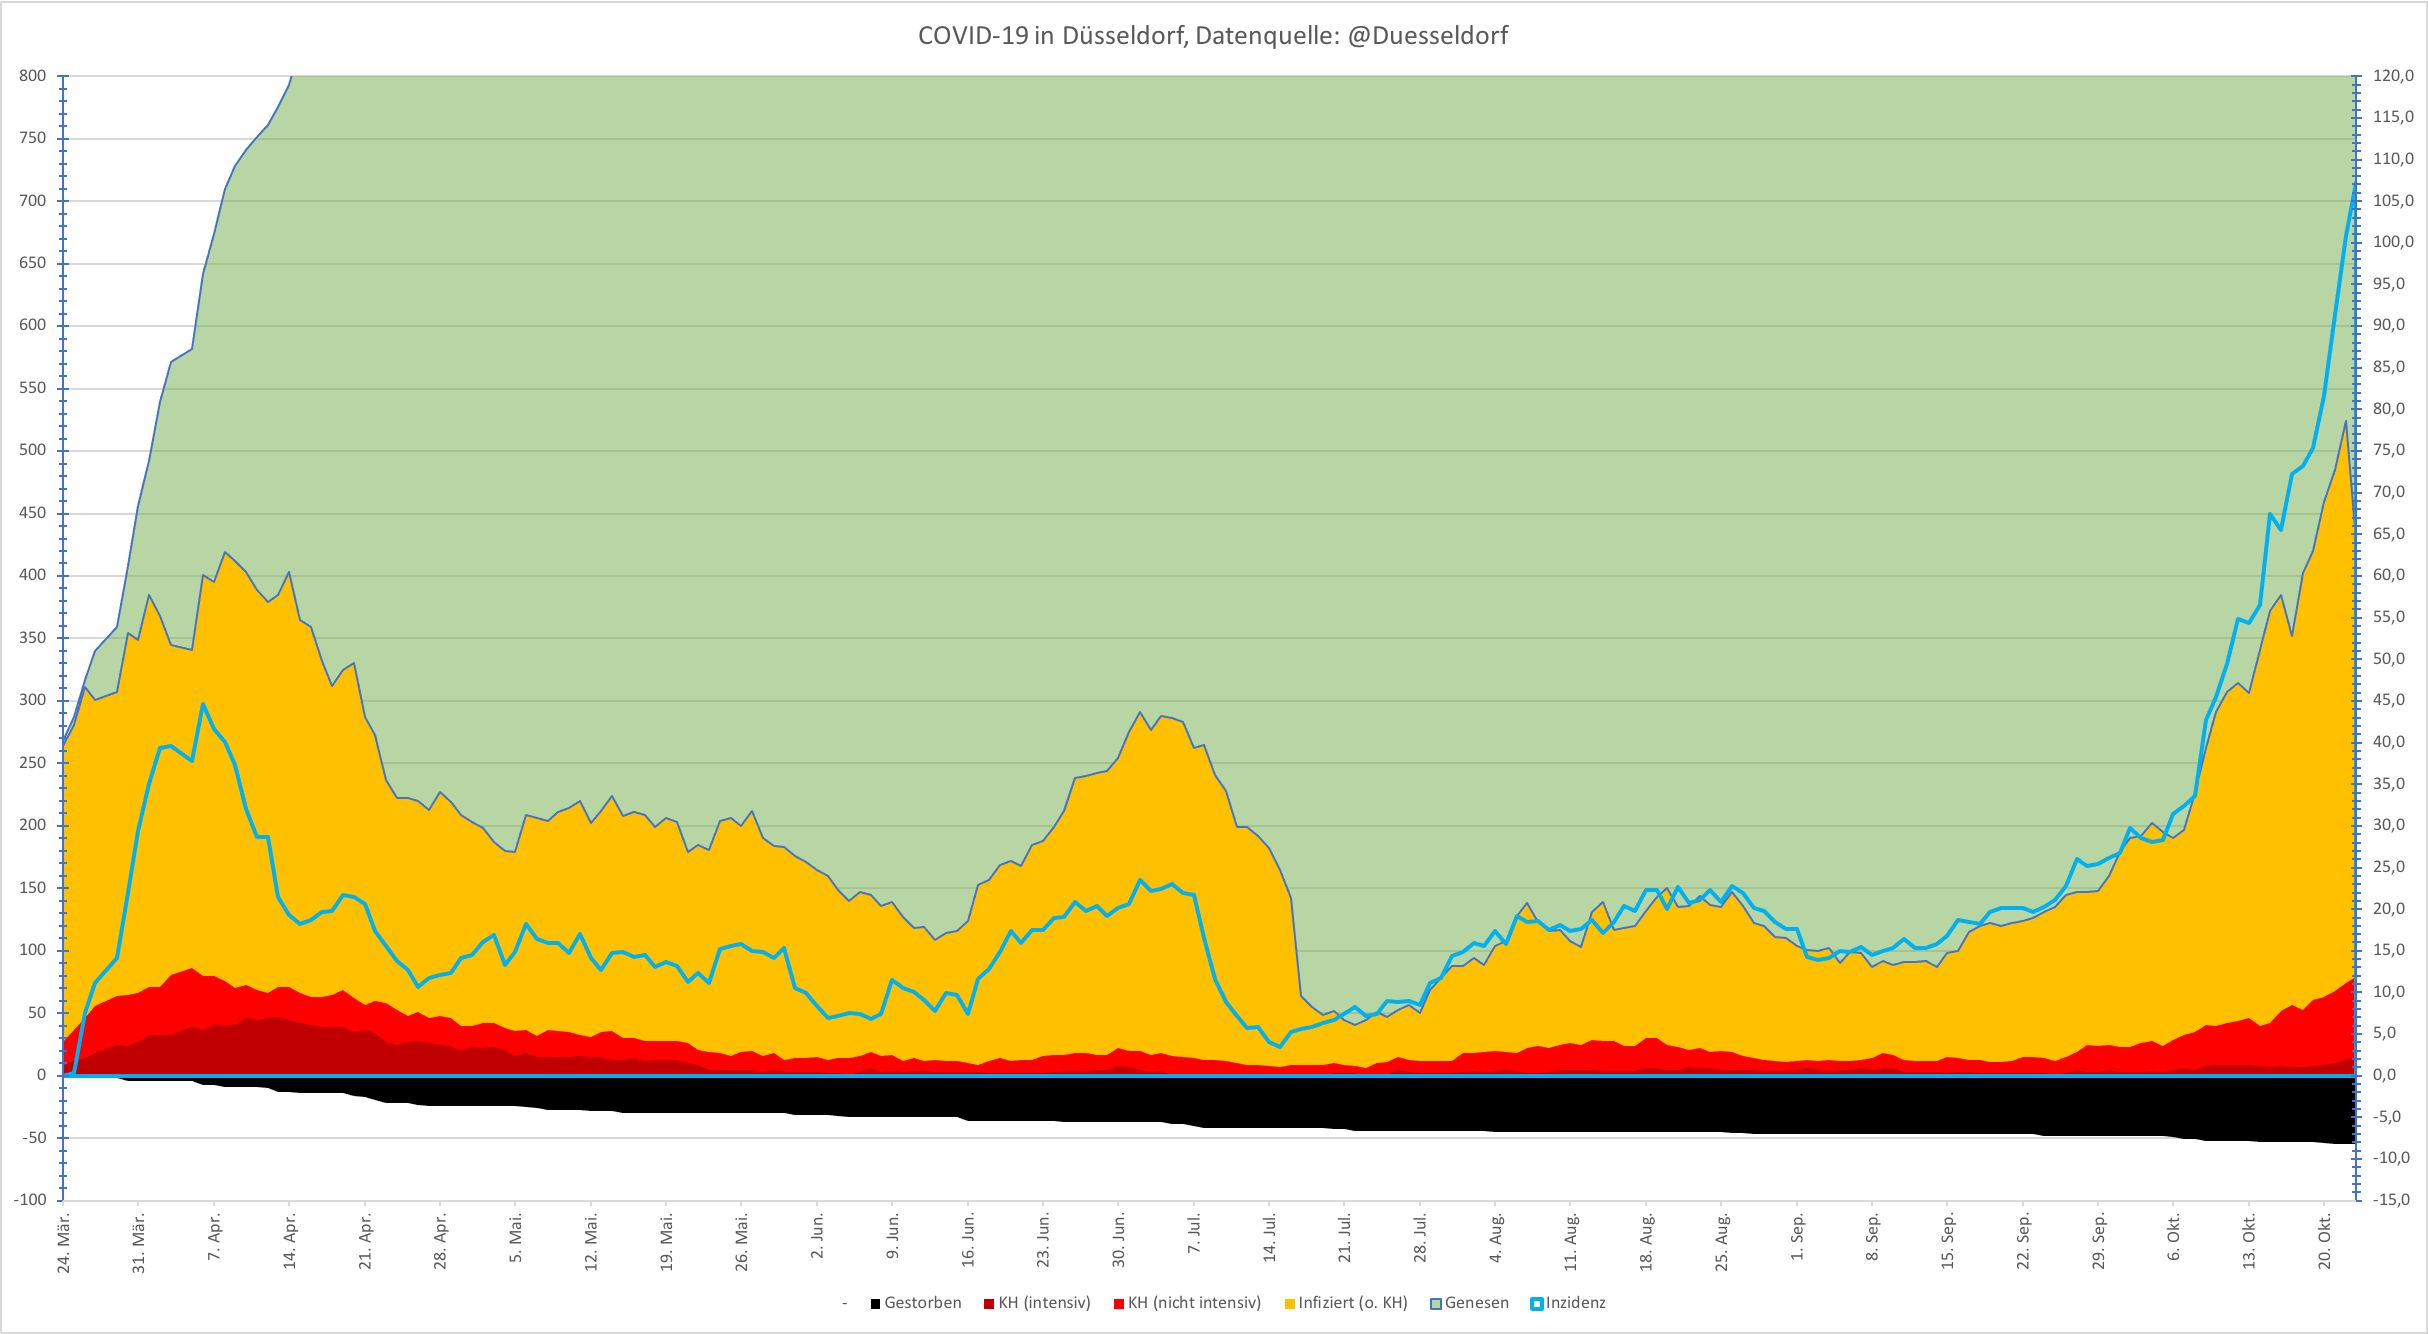 COVID-19 in Düsseldorf, Datenquelle: @Duesseldorf
800
750
700
650
600
550
500
450
400
350
300
250
200
150
100
50
0
-50
-100
120,0
115,0
110,0
105,0
100,0
95,0
90,0
85,0
80,0
75,0
70,0
65,0
60,0
55,0
50,0
45,0
40,0
35,0
30,0
25,0
20,0
15,0
10,0
5,0
0,0
-5,0
-10,0
-15,0
24. Mär.
31. Mär.
7. Apr.
14. Apr.
21. Apr.
28. Apr.
5. Mai.
12. Mai.
19. Mai.
26. Mai.
2. Jun.
9. Jun.
16. Jun.
23. Jun.
30. Jun.
7. Jul.
14. Jul.
21. Jul.
28. Jul.
4. Aug.
11. Aug.
18. Aug.
25. Aug.
1. Sep.
8. Sep.
15. Sep.
22. Sep.
29. Sep.
6. Okt.
13. Okt.
20. Okt.
- Gestorben KH (intensiv) KH (nicht intensiv) Infiziert (o. KH) Genesen Inzidenz